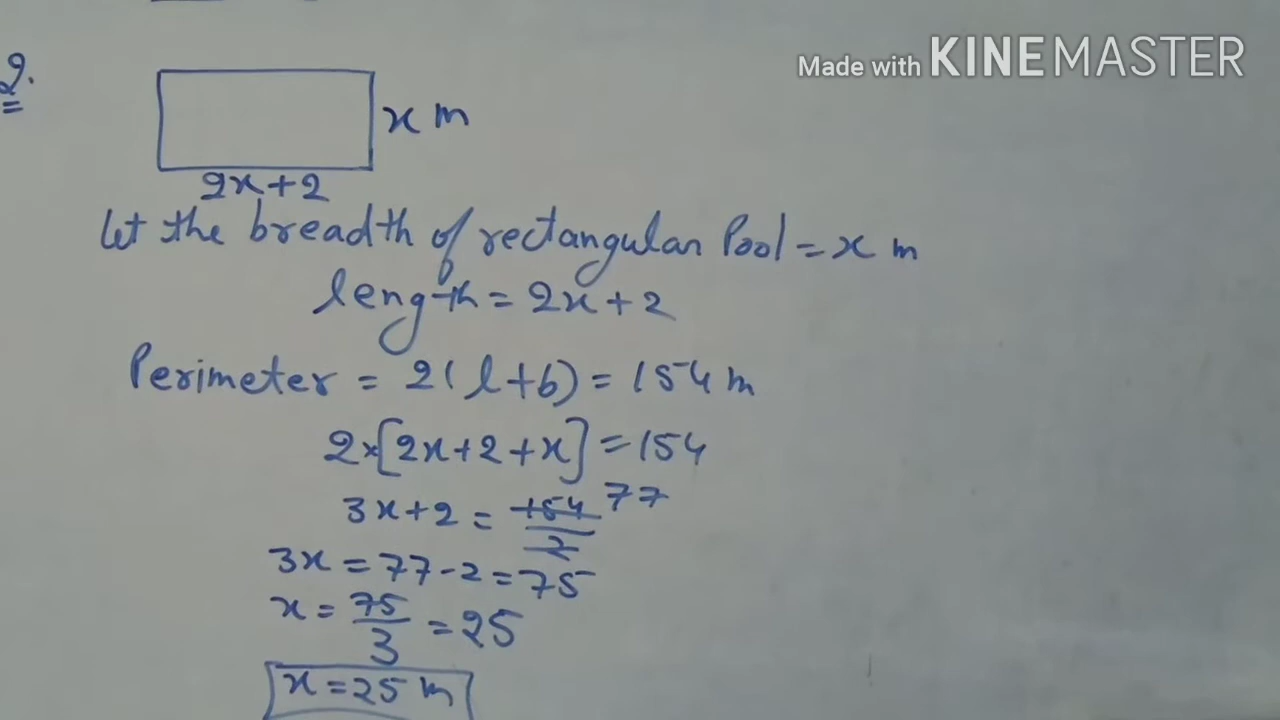 Made with KINEMASTER
2.
x m
2x+2
let the breadth of rectangular Pool = x m
length = 2x+2
Perimeter = 2(l+b) = 154 m
2×[2x+2+x] = 154
3x+2 = 154/2 77
3x = 77-2 = 75
x = 75/3 = 25
x = 25 m